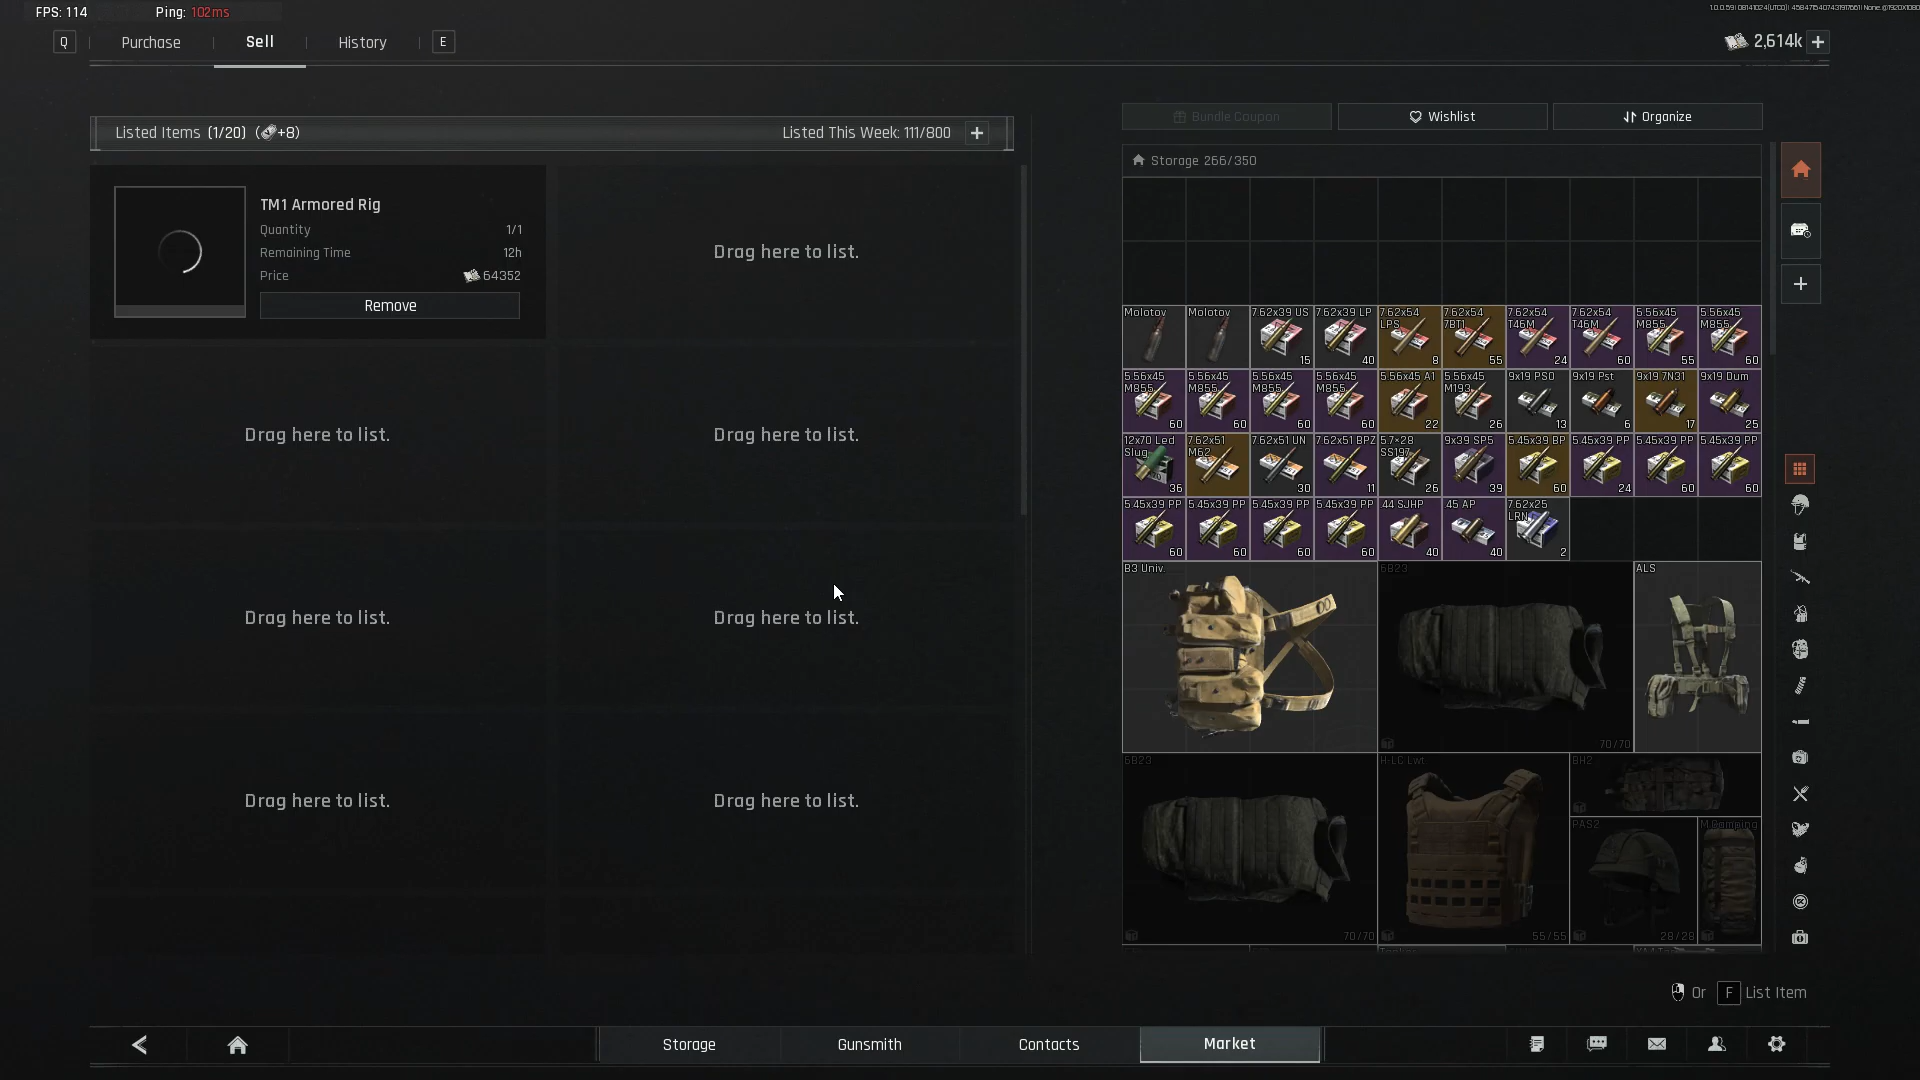 FPS: 114 Ping: 102ms
Q Purchase Sell History E
2,614k
Listed Items (1/20) (+8) Listed This Week: 111/800
Bundle Coupon Wishlist Organize
Storage 266/350
TM1 Armored Rig
Quantity 1/1
Remaining Time 12h
Price 64352
Remove
Drag here to list.
Drag here to list.
Drag here to list.
Drag here to list.
Drag here to list.
Drag here to list.
Drag here to list.
Molotov Molotov 7.62x39 US 7.62x39 LP 7.62x54 LPS 7.62x54 7BT1 7.62x54 T46M 7.62x54 T46M 5.56x45 M855 5.56x45 M855
15 40 8 55 24 60 55 60
5.56x45 M855 5.56x45 M855 5.56x45 M855 5.56x45 M855 5.56x45 A1 5.56x45 M193 9x19 PSO 9x19 Pst 9x19 7N31 9x19 Dum
60 60 60 60 22 26 13 6 17 25
12x70 Led Slug 7.62x51 M62 7.62x51 UN 7.62x51 BPZ 5.7×28 SS197 9x39 SP5 5.45x39 BP 5.45x39 PP 5.45x39 PP 5.45x39 PP
36 60 30 11 26 39 60 24 60 60
5.45x39 PP 5.45x39 PP 5.45x39 PP 5.45x39 PP .44 SJHP .45 AP 7.62x25 LRN
60 60 60 60 40 40 2
B3 Univ. 6B23 ALS
70/70
6B23 H-LC Lwt BH2
PAS2 M.Camping
70/70 55/55 28/28
Or F List Item
Storage Gunsmith Contacts Market